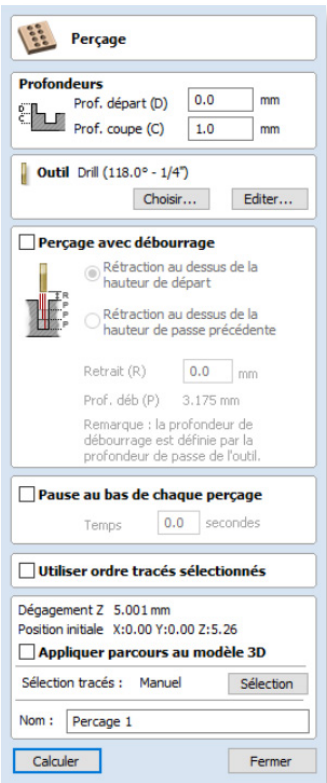 Perçage
Profondeurs
D
C
Prof. départ (D) 0.0 mm
Prof. coupe (C) 1.0 mm
Outil Drill (118.0° - 1/4")
Choisir... Editer...
Perçage avec débourrage
Rétraction au dessus de la
hauteur de départ
R
P
P
P
Rétraction au dessus de la
hauteur de passe précédente
Retrait (R) 0.0 mm
Prof. déb (P) 3.175 mm
Remarque : la profondeur de
débourrage est définie par la
profondeur de passe de l'outil.
Pause au bas de chaque perçage
Temps 0.0 secondes
Utiliser ordre tracés sélectionnés
Dégagement Z 5.001 mm
Position initiale X:0.00 Y:0.00 Z:5.26
Appliquer parcours au modèle 3D
Sélection tracés : Manuel Sélection
Nom : Percage 1
Calculer Fermer